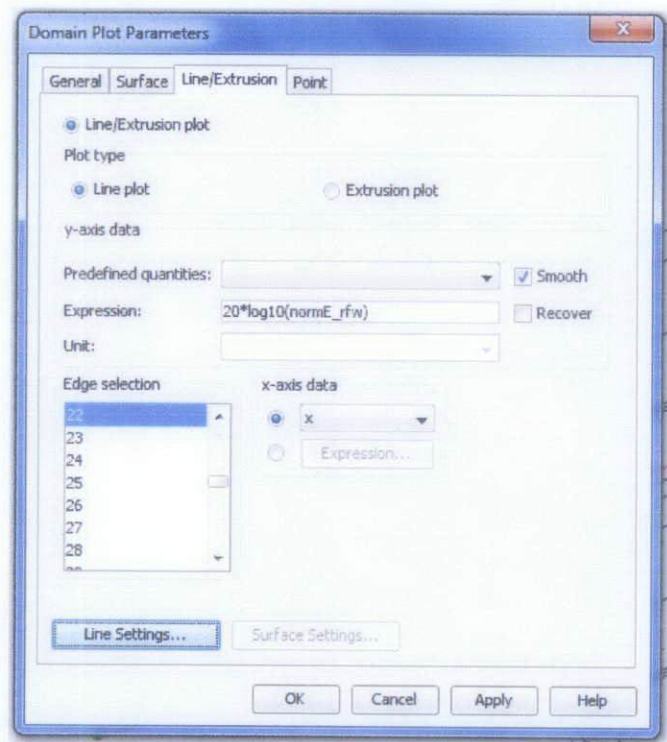 Domain Plot Parameters
General Surface Line/Extrusion Point
Line/Extrusion plot
Plot type
Line plot Extrusion plot
y-axis data
Predefined quantities: Smooth
Expression: 20*log10(normE_rfw) Recover
Unit:
Edge selection x-axis data
22 x
23
24 Expression...
25
26
27
28
Line Settings... Surface Settings...
OK Cancel Apply Help